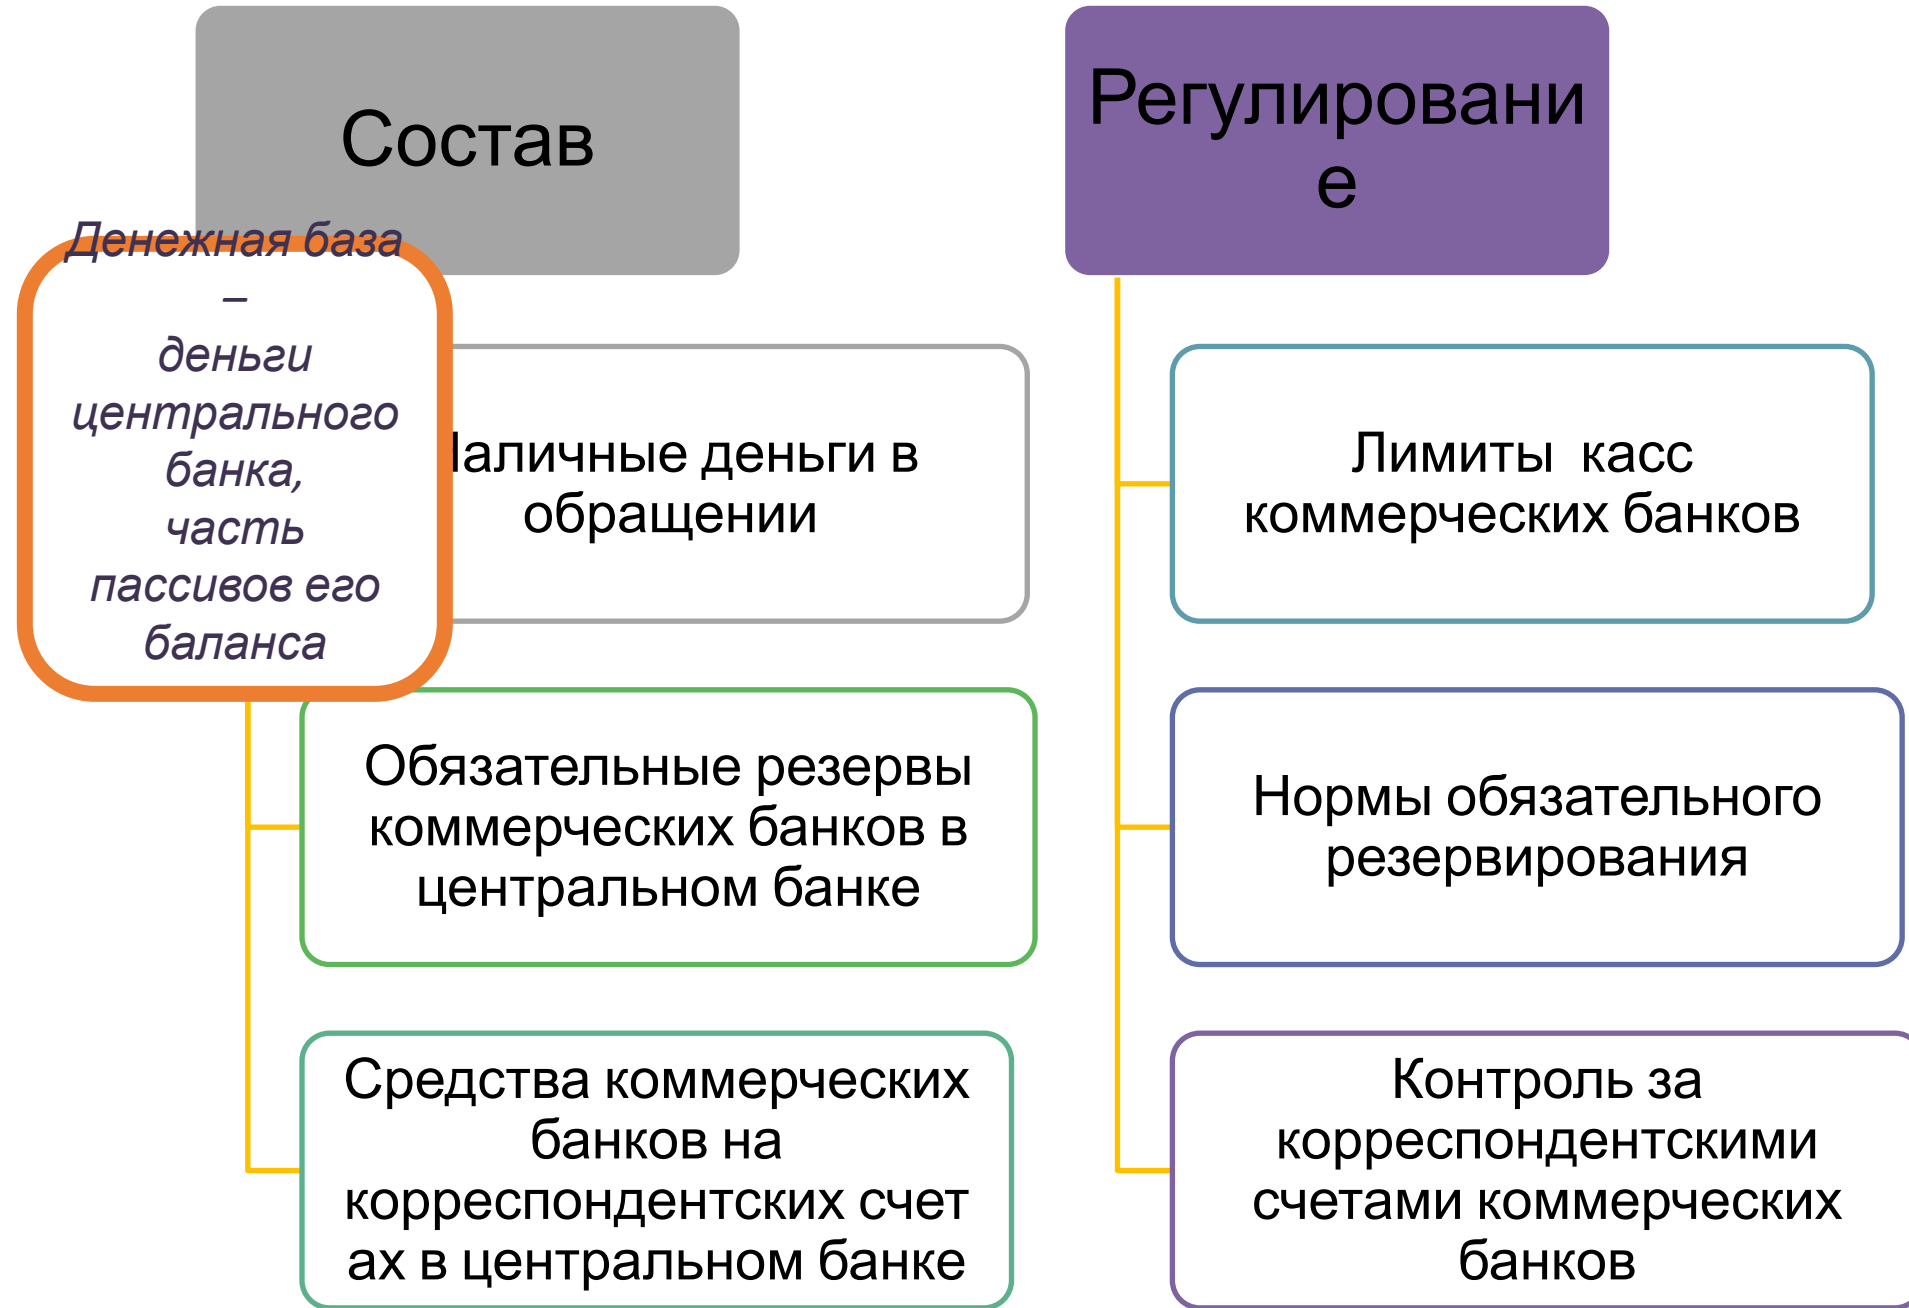 Состав
Регулировани
е
Денежная база
–
деньги
центрального
банка,
часть
пассивов его
баланса
аличные деньги в
обращении
Обязательные резервы
коммерческих банков в
центральном банке
Средства коммерческих
банков на
корреспондентских счет
ах в центральном банке
Лимиты касс
коммерческих банков
Нормы обязательного
резервирования
Контроль за
корреспондентскими
счетами коммерческих
банков